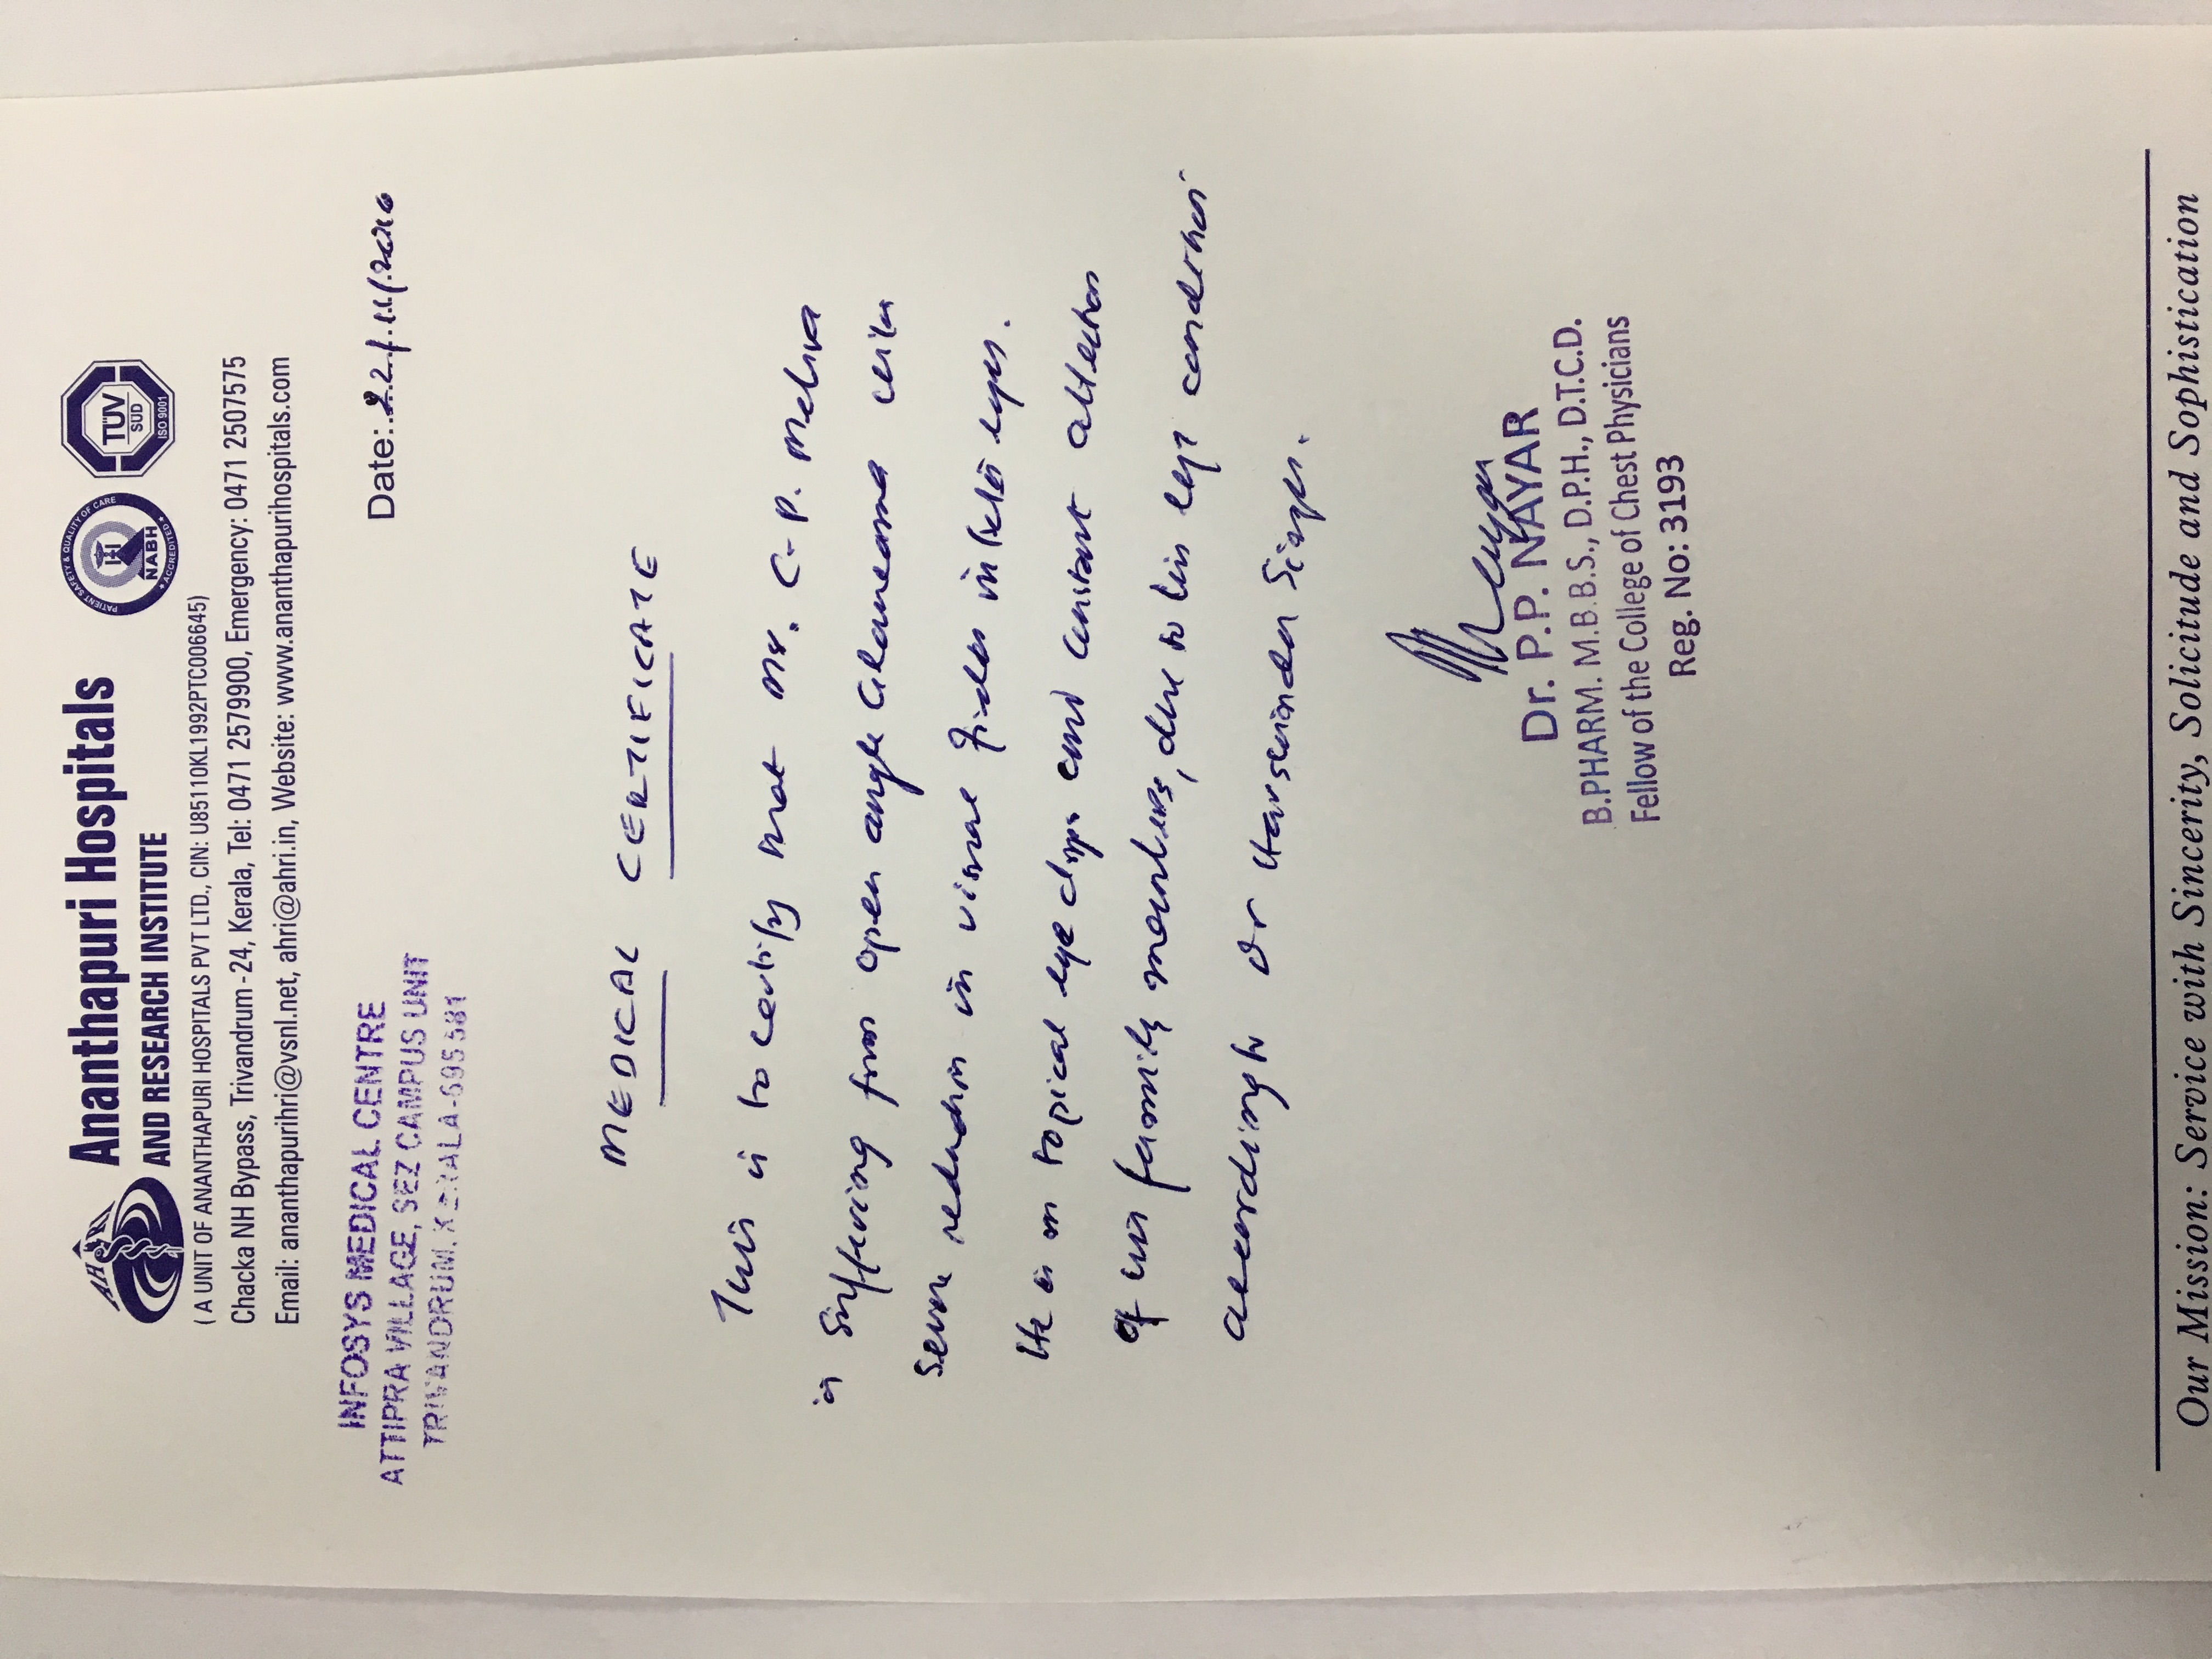 AHRI
Ananthapuri Hospitals
AND RESEARCH INSTITUTE
PATIENT SAFETY & QUALITY OF CARE
NABH
ACCREDITED
TÜV
SÜD
ISO 9001
( A UNIT OF ANANTHAPURI HOSPITALS PVT LTD., CIN: U85110KL1992PTC006645)
Chacka NH Bypass, Trivandrum-24, Kerala, Tel: 0471 2579900, Emergency: 0471 2507575
Email: ananthapurihri@vsnl.net, ahri@ahri.in, Website: www.ananthapurihospitals.com
INFOSYS MEDICAL CENTRE
ATTIPRA VILLAGE, SEZ CAMPUS UNIT
TRIVANDRUM, KERALA-695581
Date: 22/11/
MEDICAL CERTIFICATE
This is to certify that Mr. C.P. Mehra
is suffering from open angle Glaucoma with
severe reduction in visual fields in both eyes.
He is on topical eye drops and constant attention
of his family members, due to his eye condition
according to Dr Harswinder Singh.
Dr. P.P. NAYAR
B.PHARM. M.B.B.S., D.P.H., D.T.C.D.
Fellow of the College of Chest Physicians
Reg. No: 3193
Our Mission: Service with Sincerity, Solicitude and Sophistication